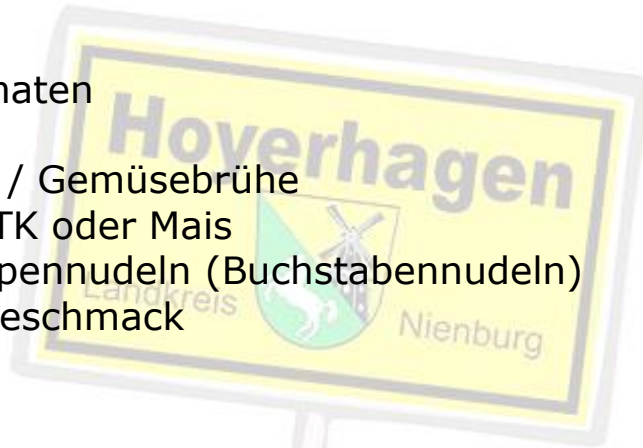 maten
/ Gemüsebrühe
TK oder Mais
pennudeln (Buchstabennudeln)
eschmack
Hoyerhagen
Landkreis
Nienburg